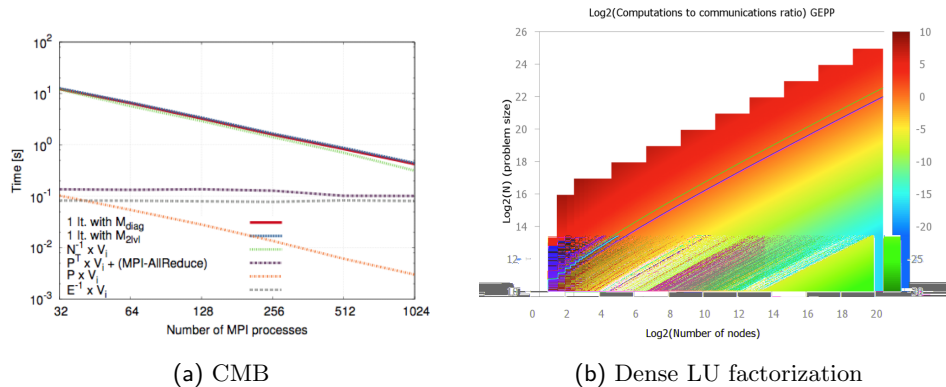 10²
10¹
10⁰
10⁻¹
10⁻²
10⁻³
Time [s]
1 It. with M_diag
1 It. with M_2lvl
N⁻¹ x V_i
P^T x V_i + (MPI-AllReduce)
P x V_i
E⁻¹ x V_i
32 64 128 256 512 1024
Number of MPI processes
(a) CMB
Log2(Computations to communications ratio) GEPP
26
24
22
20
18
16
14
12
Log2(N) (problem size)
10
5
0
-5
-10
-15
-20
-25
0 2 4 6 8 10 12 14 16 18 20
Log2(Number of nodes)
(b) Dense LU factorization